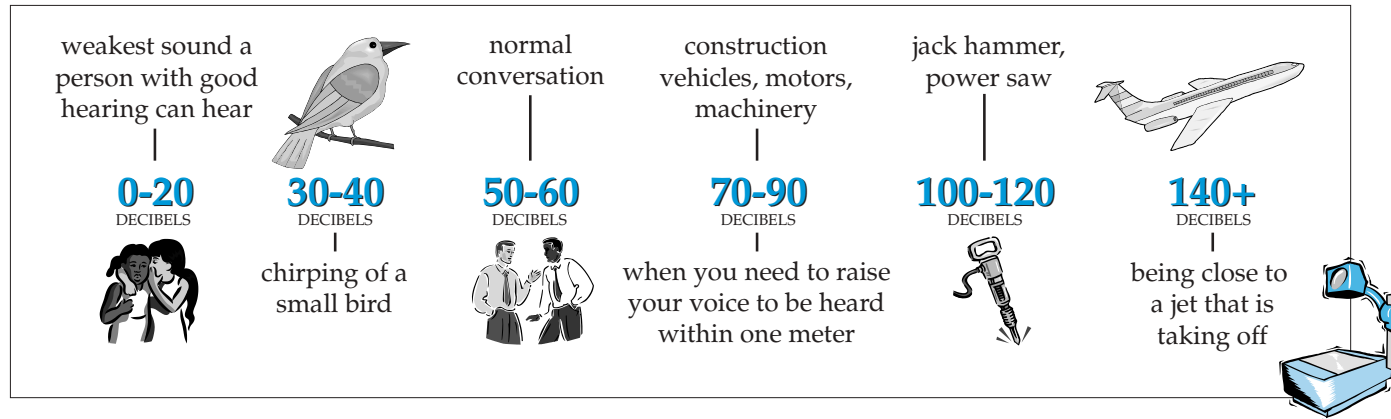 weakest sound a
person with good
hearing can hear
0-20
DECIBELS
30-40
DECIBELS
chirping of a
small bird
normal
conversation
50-60
DECIBELS
construction
vehicles, motors,
machinery
70-90
DECIBELS
when you need to raise
your voice to be heard
within one meter
jack hammer,
power saw
100-120
DECIBELS
140+
DECIBELS
being close to
a jet that is
taking off